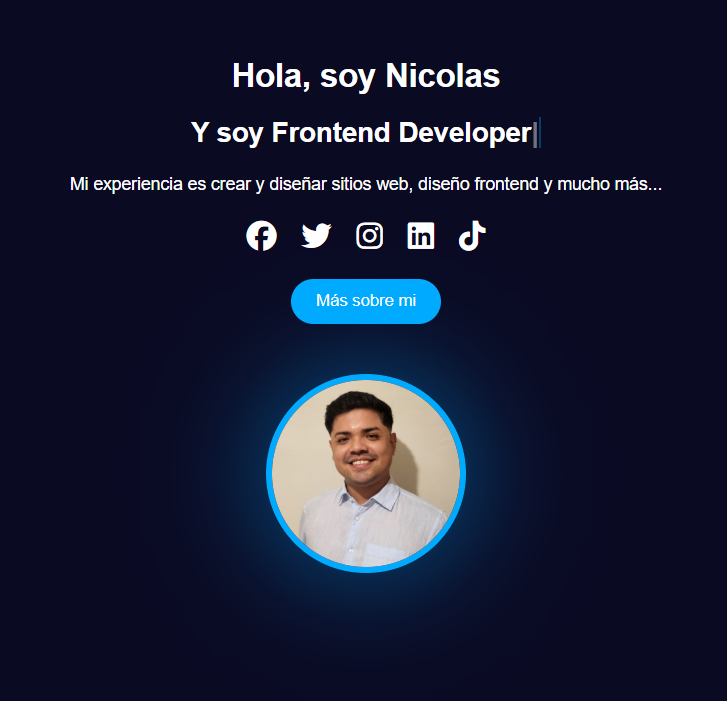 Hola, soy Nicolas
Y soy Frontend Developer|
Mi experiencia es crear y diseñar sitios web, diseño frontend y mucho más...
Más sobre mi